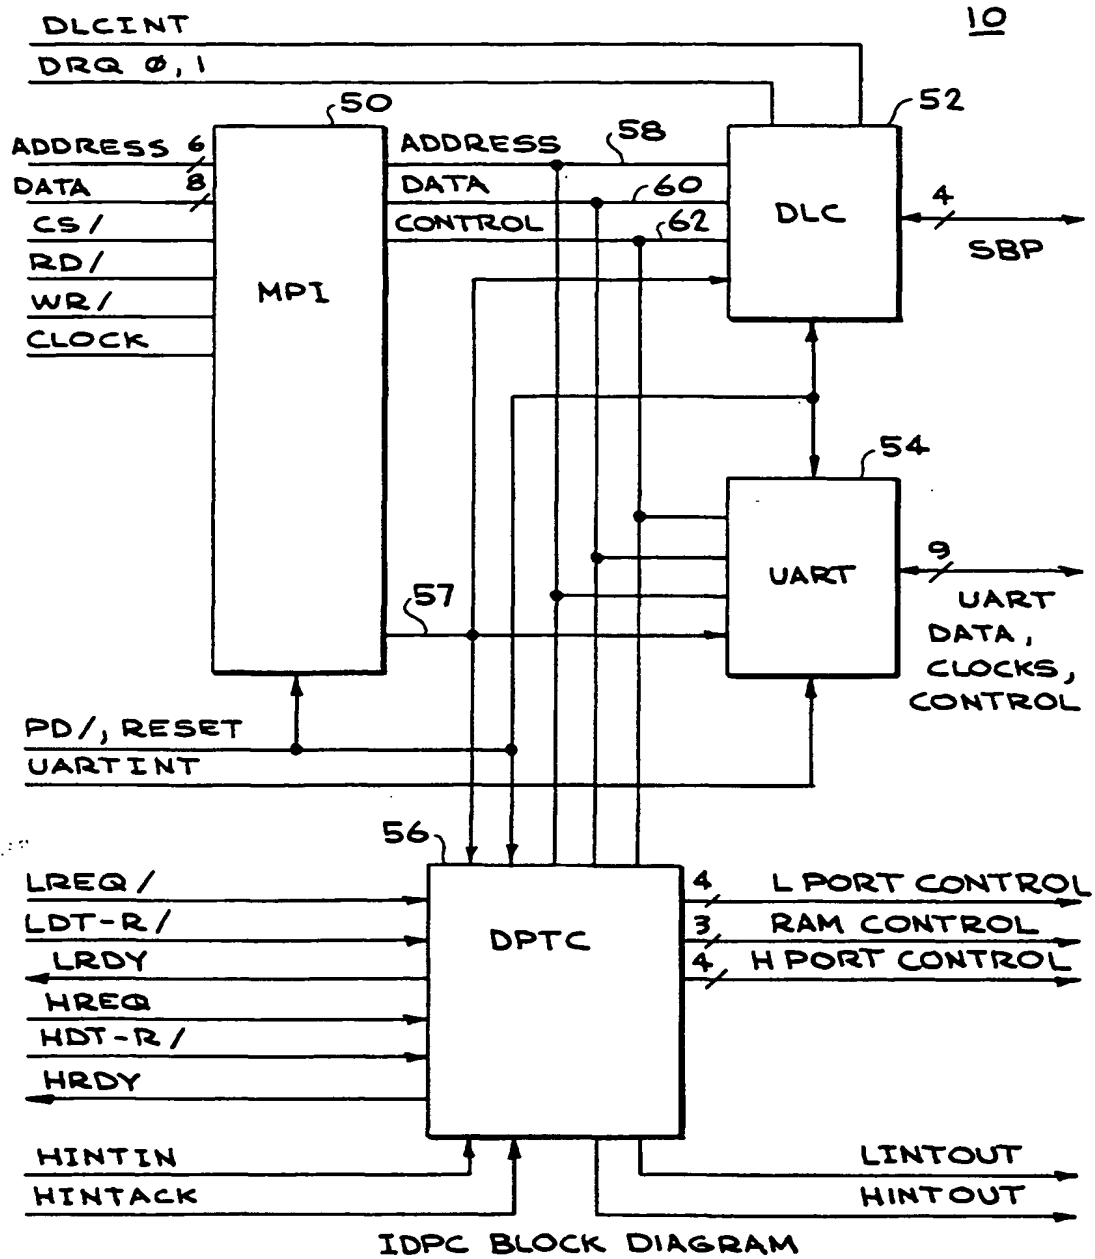 10
DLCINT
DRQ 0, 1
50
52
ADDRESS 6
DATA 8
CS/
RD/
WR/
CLOCK
MPI
ADDRESS 58
DATA 60
CONTROL 62
DLC
4
SBP
54
UART
9
UART
DATA,
CLOCKS,
CONTROL
57
PD/, RESET
UARTINT
56
LREQ/
LDT-R/
LRDY
HREQ
HDT-R/
HRDY
DPTC
4 L PORT CONTROL
3 RAM CONTROL
4 H PORT CONTROL
HINTIN
HINTACK
LINTOUT
HINTOUT
IDPC BLOCK DIAGRAM